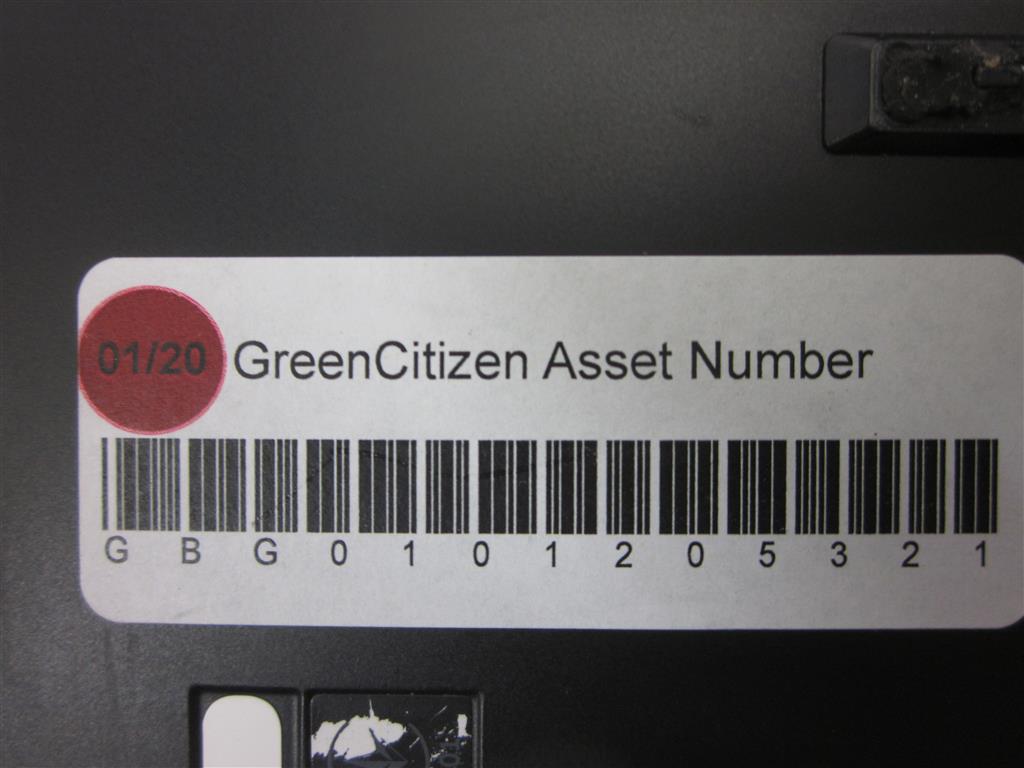 01/20 GreenCitizen Asset Number
G B G 0 1 0 1 2 0 5 3 2 1